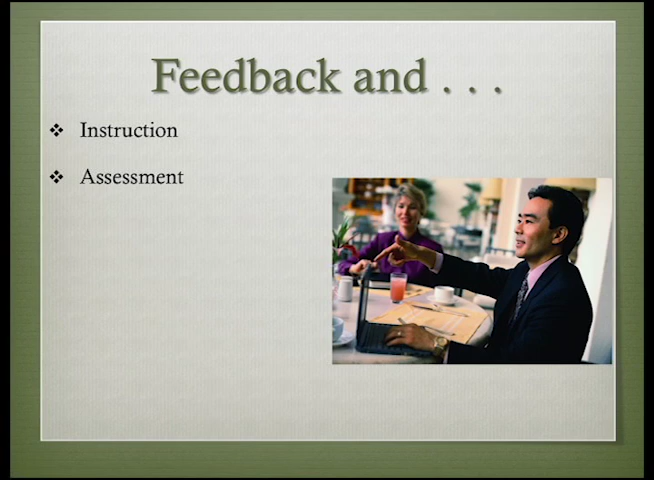 Feedback and . . .
Instruction
Assessment